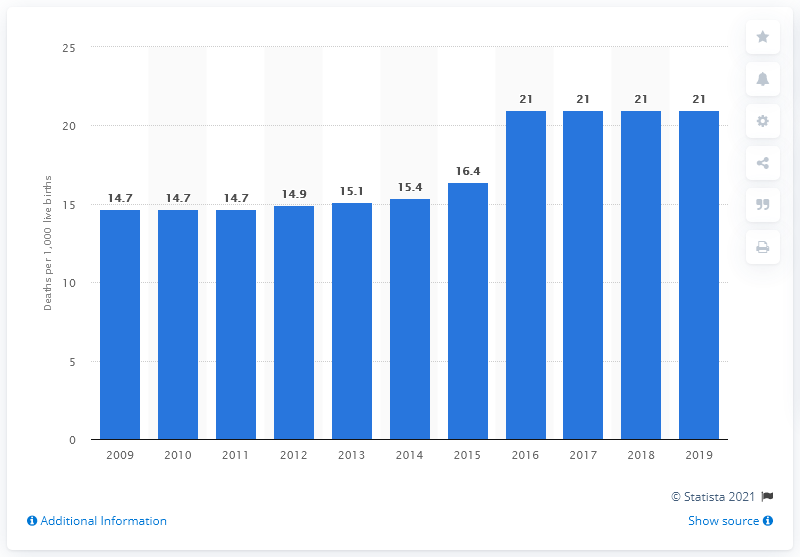 25
20
15
10
5
0
Deaths per 1,000 live births
14.7 14.7 14.7 14.9 15.1 15.4 16.4 21 21 21 21
2009 2010 2011 2012 2013 2014 2015 2016 2017 2018 2019
© Statista 2021
Additional Information
Show source